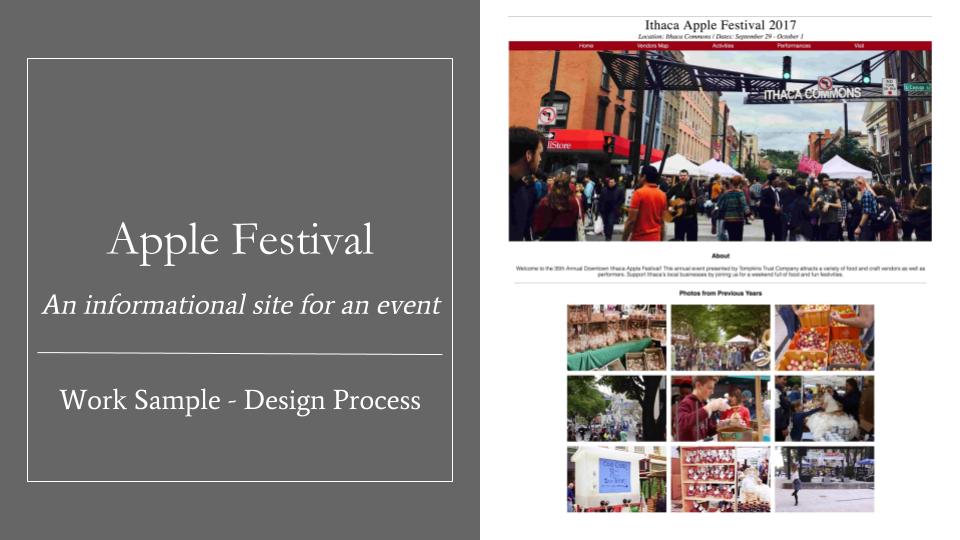 Apple Festival
An informational site for an event
Work Sample - Design Process
Ithaca Apple Festival 2017
Location: Ithaca Commons / Dates: September 29 - October 1
Home Vendors Map Activities Performances Visit
ITHACA COMMONS
About
Welcome to the 35th Annual Downtown Ithaca Apple Festival! This annual event presented by Tompkins Trust Company attracts a variety of food and craft vendors as well as
performers. Support Ithaca's local businesses by joining us for a weekend full of food and fun festivities.
Photos from Previous Years